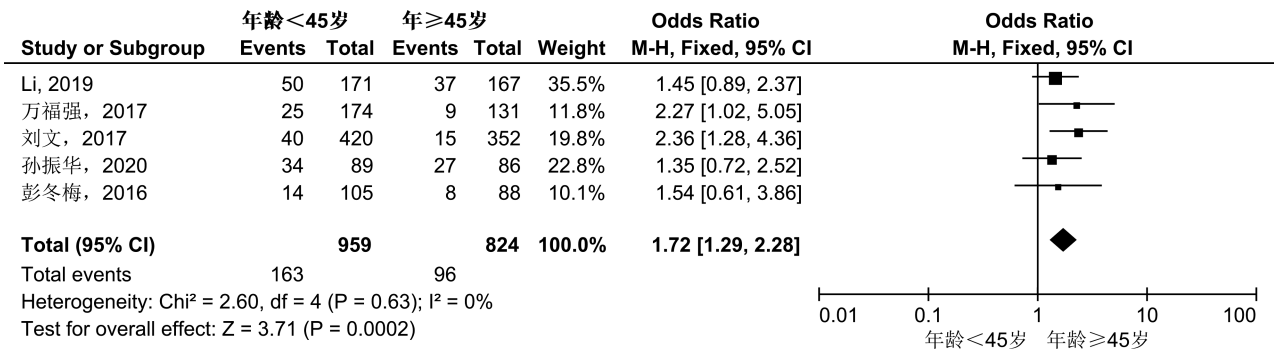 年龄＜45岁 年≥45岁 Odds Ratio Odds Ratio
Study or Subgroup Events Total Events Total Weight M-H, Fixed, 95% CI M-H, Fixed, 95% CI
Li, 2019 50 171 37 167 35.5% 1.45 [0.89, 2.37]
万福强，2017 25 174 9 131 11.8% 2.27 [1.02, 5.05]
刘文，2017 40 420 15 352 19.8% 2.36 [1.28, 4.36]
孙振华，2020 34 89 27 86 22.8% 1.35 [0.72, 2.52]
彭冬梅，2016 14 105 8 88 10.1% 1.54 [0.61, 3.86]
Total (95% CI) 959 824 100.0% 1.72 [1.29, 2.28]
Total events 163 96
Heterogeneity: Chi² = 2.60, df = 4 (P = 0.63); I² = 0%
Test for overall effect: Z = 3.71 (P = 0.0002)
0.01 0.1 1 10 100
年龄<45岁 年龄≥45岁